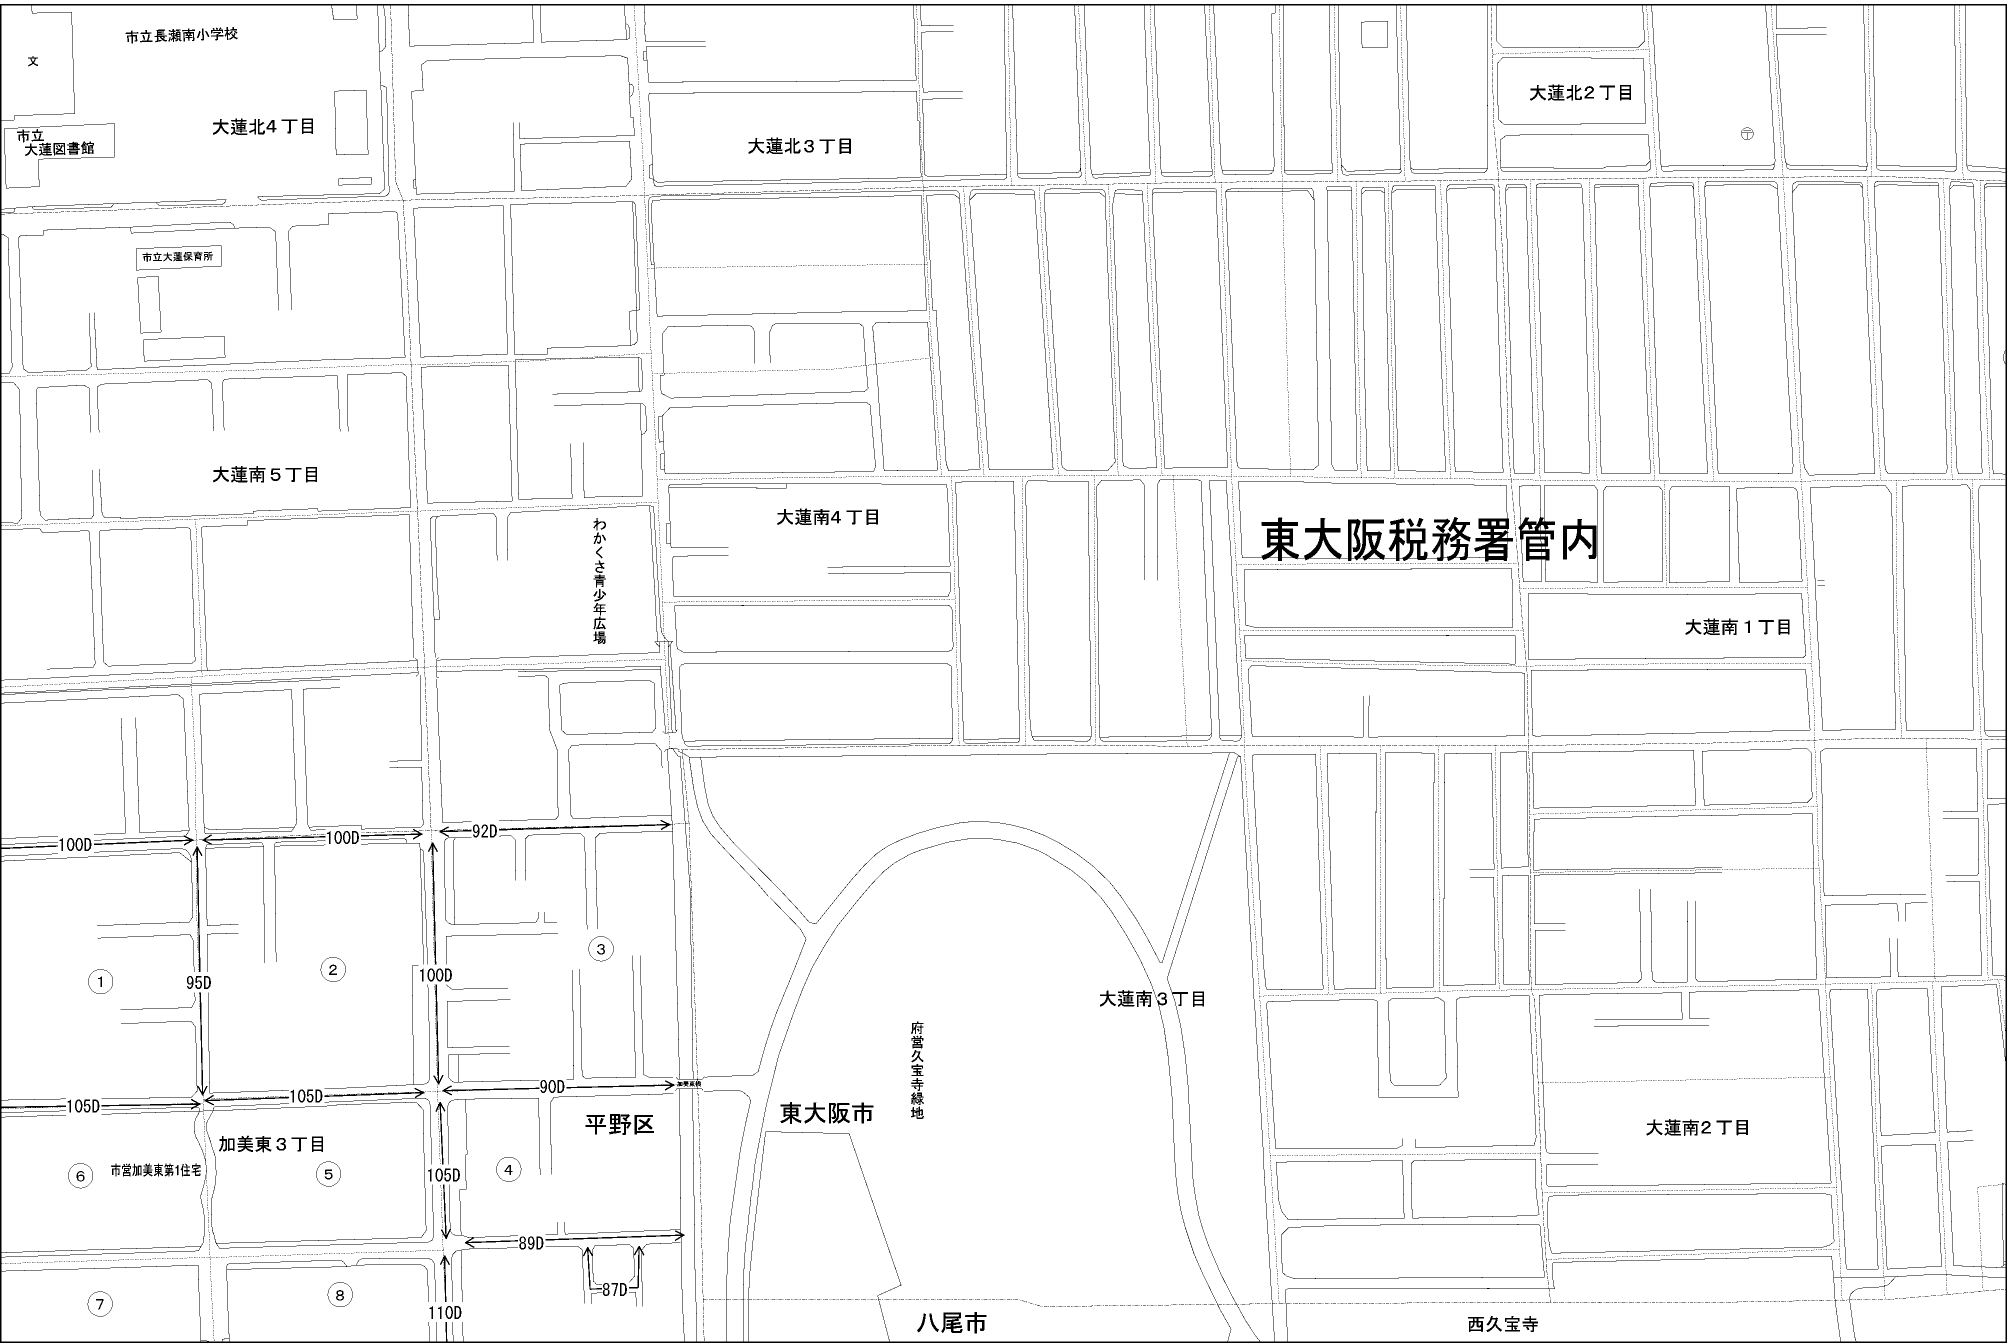 市立長瀬南小学校
文
大蓮北2丁目
大蓮北4丁目
市立
大蓮図書館
大蓮北3丁目
市立大蓮保育所
大蓮南5丁目
大蓮南4丁目
わかくさ青少年広場
東大阪税務署管内
大蓮南1丁目
100D
100D
92D
③
②
①
95D
100D
大蓮南3丁目
府営久宝寺緑地
105D
105D
90D
加美東橋
平野区
東大阪市
大蓮南2丁目
加美東3丁目
⑥
市営加美東第1住宅
⑤
105D
④
89D
87D
⑦
⑧
110D
八尾市
西久宝寺